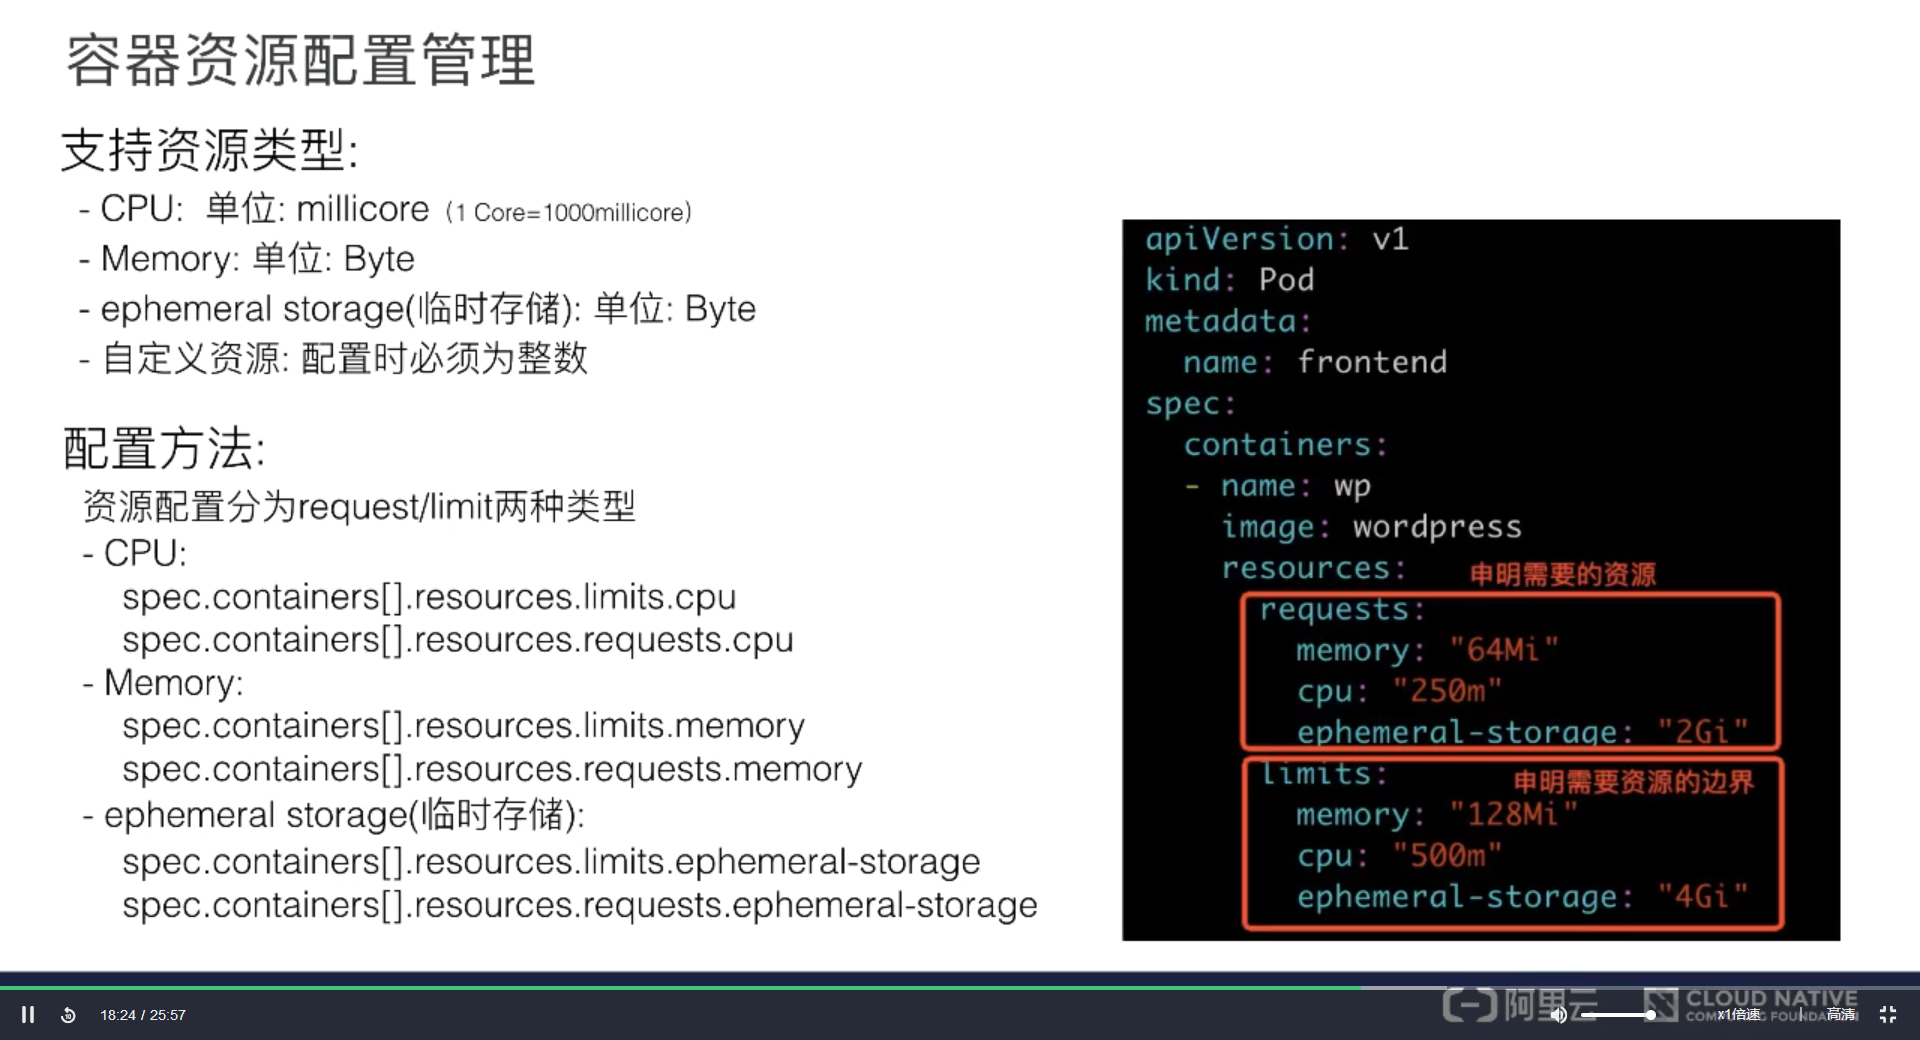 容器资源配置管理
支持资源类型:
- CPU: 单位: millicore (1 Core=1000millicore)
- Memory: 单位: Byte
- ephemeral storage(临时存储): 单位: Byte
- 自定义资源: 配置时必须为整数
配置方法:
资源配置分为request/limit两种类型
- CPU:
spec.containers[].resources.limits.cpu
spec.containers[].resources.requests.cpu
- Memory:
spec.containers[].resources.limits.memory
spec.containers[].resources.requests.memory
- ephemeral storage(临时存储):
spec.containers[].resources.limits.ephemeral-storage
spec.containers[].resources.requests.ephemeral-storage
apiVersion: v1
kind: Pod
metadata:
name: frontend
spec:
containers:
- name: wp
image: wordpress
resources:
申明需要的资源
requests:
memory: "64Mi"
cpu: "250m"
ephemeral-storage: "2Gi"
limits:
申明需要资源的边界
memory: "128Mi"
cpu: "500m"
ephemeral-storage: "4Gi"
10
18:24 / 25:57
阿里云
CLOUD NATIVE
COMPUTING FOUNDATION
x1倍速
高清